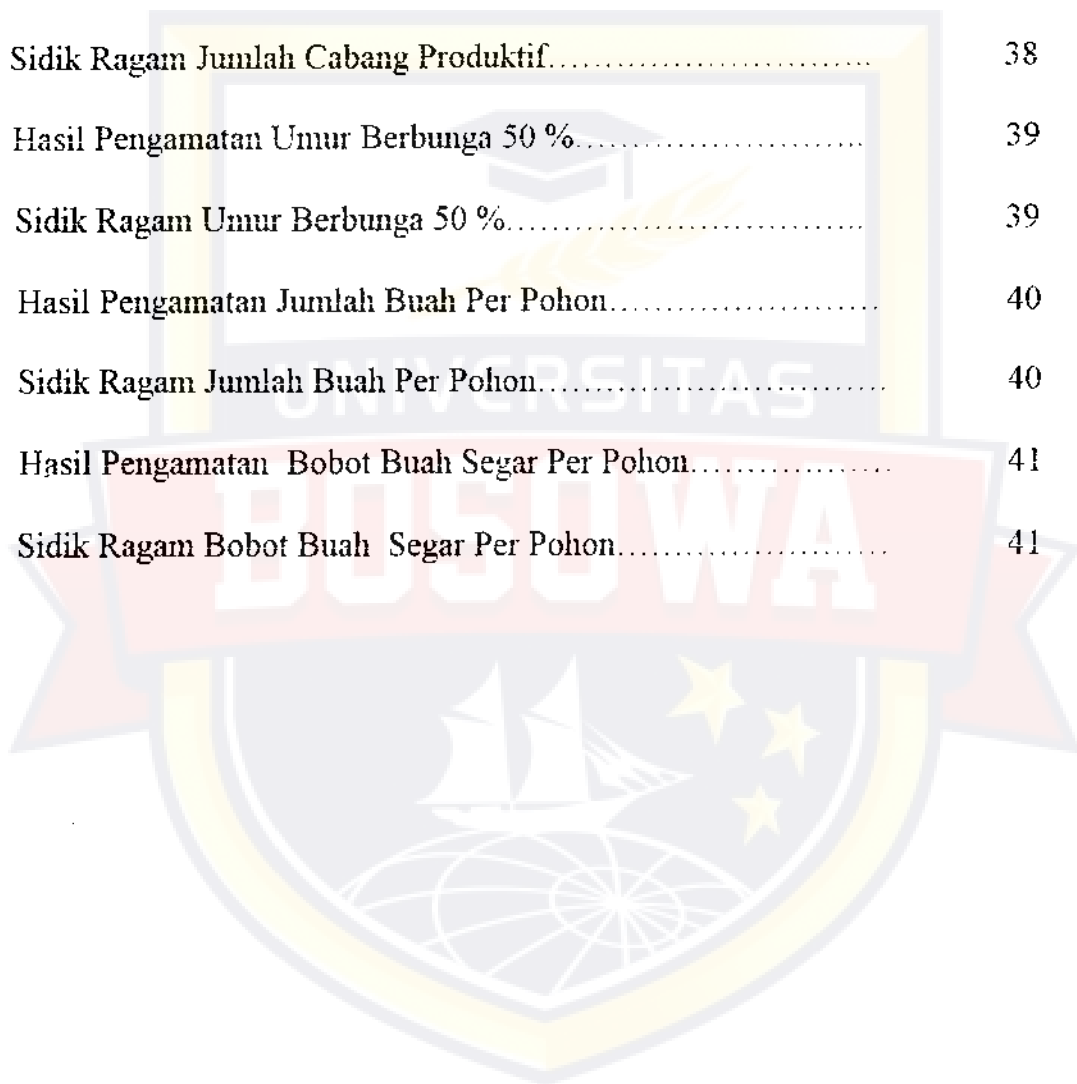 Sidik Ragam Jumlah Cabang Produktif.............................. 38
Hasil Pengamatan Umur Berbunga 50 %.......................... 39
Sidik Ragam Umur Berbunga 50 %................................. 39
Hasil Pengamatan Jumlah Buah Per Pohon........................ 40
Sidik Ragam Jumlah Buah Per Pohon............................... 40
UNIVERSITAS
Hasil Pengamatan Bobot Buah Segar Per Pohon.................. 41
BOSOWA
Sidik Ragam Bobot Buah Segar Per Pohon........................ 41